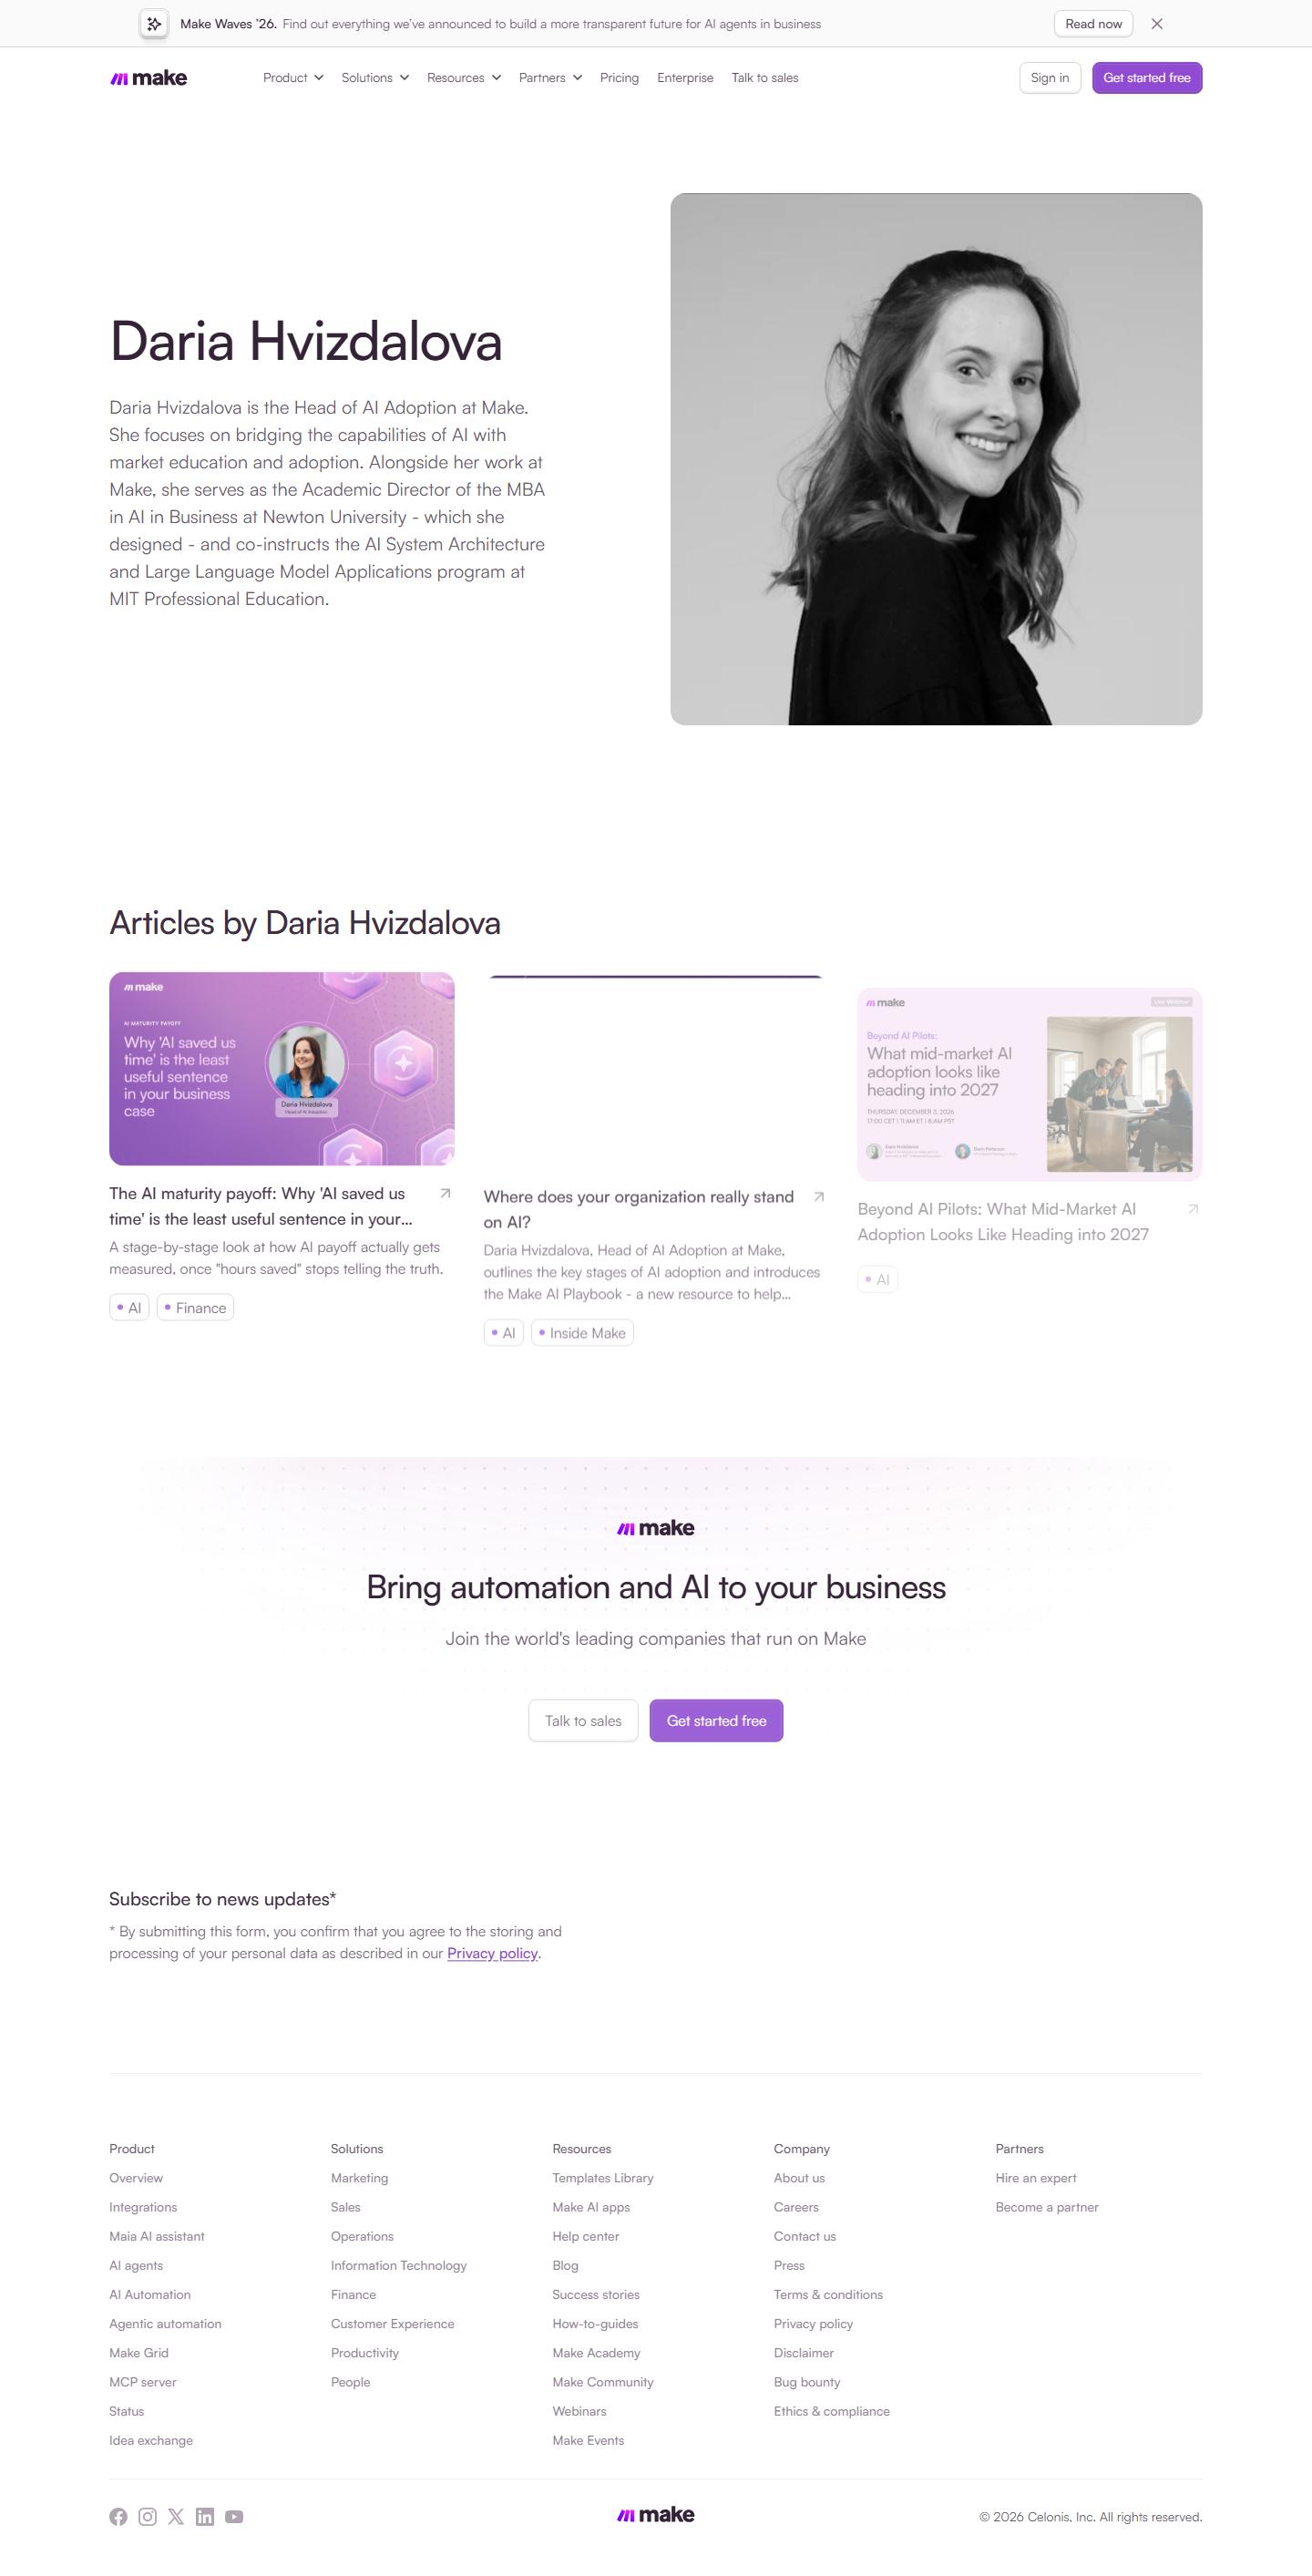 Make Waves '26. Find out everything we've announced to build a more transparent future for AI agents in business
Read now
make
Product
Solutions
Resources
Partners
Pricing
Enterprise
Talk to sales
Sign in
Get started free
Daria Hvizdalova
Daria Hvizdalova is the Head of AI Adoption at Make.
She focuses on bridging the capabilities of AI with
market education and adoption. Alongside her work at
Make, she serves as the Academic Director of the MBA
in AI in Business at Newton University - which she
designed - and co-instructs the AI System Architecture
and Large Language Model Applications program at
MIT Professional Education.
Articles by Daria Hvizdalova
make
AI MATURITY PAYOFF
Why 'AI saved us
time' is the least
useful sentence
in your business
case
Daria Hvizdalova
Head of AI Adoption
The AI maturity payoff: Why 'AI saved us
time' is the least useful sentence in your...
A stage-by-stage look at how AI payoff actually gets
measured, once "hours saved" stops telling the truth.
AI
Finance
Where does your organization really stand
on AI?
Daria Hvizdalova, Head of AI Adoption at Make,
outlines the key stages of AI adoption and introduces
the Make AI Playbook - a new resource to help...
AI
Inside Make
make
Live Webinar
Beyond AI Pilots:
What mid-market AI
adoption looks like
heading into 2027
THURSDAY, DECEMBER 3, 2026
17:00 CET | 11 AM ET | 8 AM PST
Daria Hvizdalova
Beyond AI Pilots: What Mid-Market AI
Adoption Looks Like Heading into 2027
AI
make
Bring automation and AI to your business
Join the world's leading companies that run on Make
Talk to sales
Get started free
Subscribe to news updates*
* By submitting this form, you confirm that you agree to the storing and
processing of your personal data as described in our Privacy policy.
Product
Overview
Integrations
Maia AI assistant
AI agents
AI Automation
Agentic automation
Make Grid
MCP server
Status
Idea exchange
Solutions
Marketing
Sales
Operations
Information Technology
Finance
Customer Experience
Productivity
People
Resources
Templates Library
Make AI apps
Help center
Blog
Success stories
How-to-guides
Make Academy
Make Community
Webinars
Make Events
Company
About us
Careers
Contact us
Press
Terms & conditions
Privacy policy
Disclaimer
Bug bounty
Ethics & compliance
Partners
Hire an expert
Become a partner
make
© 2026 Celonis, Inc. All rights reserved.